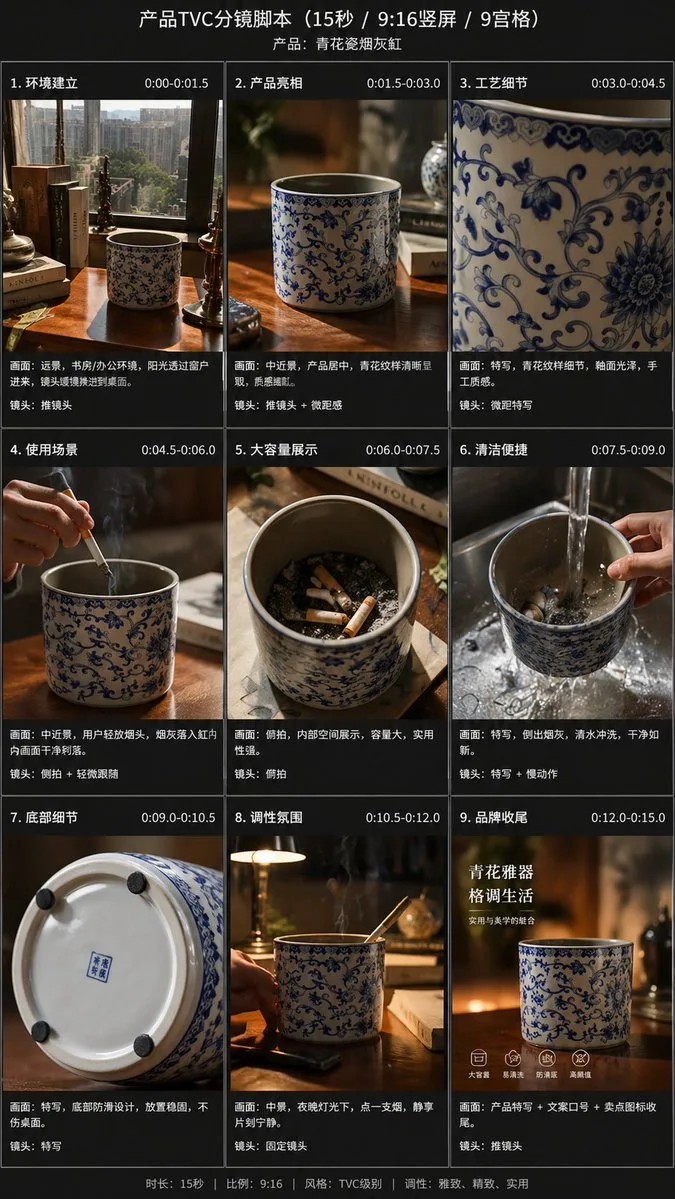 产品TVC分镜脚本（15秒 / 9:16竖屏 / 9宫格）
产品：青花瓷烟灰缸
1. 环境建立 0:00-0:01.5
画面：远景，书房/办公环境，阳光透过窗户
进来，镜头缓慢推进到桌面。
镜头：推镜头
2. 产品亮相 0:01.5-0:03.0
画面：中近景，产品居中，青花纹样清晰
质感
镜头：推镜头 + 微距感
3. 工艺细节 0:03.0-0:04.5
画面：特写，青花纹样细节，釉面光泽，手
工质感。
镜头：微距特写
4. 使用场景 0:04.5-0:06.0
画面：中近景，用户轻放烟头，烟灰落入缸内
内画面干净利落。
镜头：侧拍 + 轻微跟随
5. 大容量展示 0:06.0-0:07.5
画面：俯拍，内部空间展示，容量大，实用
性强。
镜头：俯拍
6. 清洁便捷 0:07.5-0:09.0
画面：特写，倒出烟灰，清水冲洗，干净如
新。
镜头：特写 + 慢动作
7. 底部细节 0:09.0-0:10.5
画面：特写，底部防滑设计，放置稳固，不
伤桌面。
镜头：特写
8. 调性氛围 0:10.5-0:12.0
画面：中景，夜晚灯光下，点一支烟，静享
片刻宁静。
镜头：固定镜头
9. 品牌收尾 0:12.0-0:15.0
青花雅器
格调生活
实用与美学的结合
大容量 易清洗 防滑底 高颜值
画面：产品特写 + 文案口号 + 卖点图标收
尾。
镜头：推镜头
时长：15秒 | 比例：9:16 | 风格：TVC级别 | 调性：雅致、精致、实用